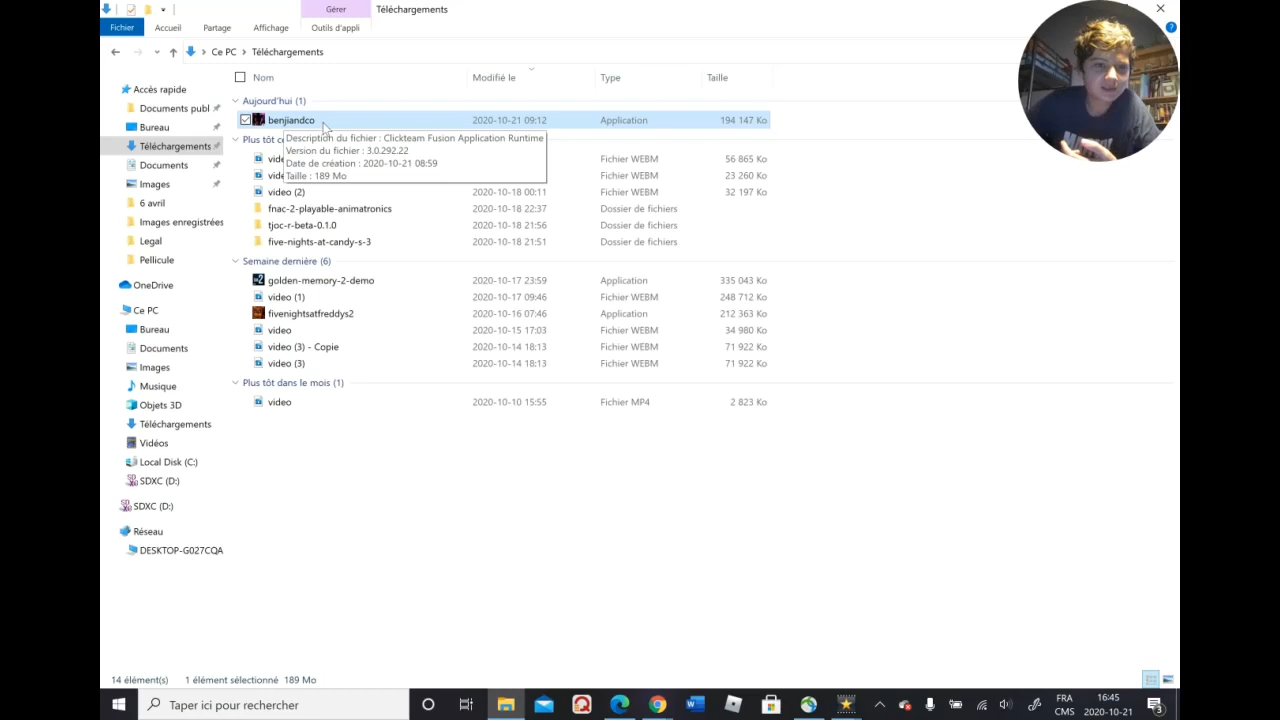 Gérer
Téléchargements
Fichier
Accueil
Partage
Affichage
Outils d'appli
Ce PC > Téléchargements
Nom
Modifié le
Type
Taille
Accès rapide
Documents publ
Bureau
Téléchargements
Documents
Images
6 avril
Images enregistrées
Legal
Pellicule
OneDrive
Ce PC
Bureau
Documents
Images
Musique
Objets 3D
Téléchargements
Vidéos
Local Disk (C:)
SDXC (D:)
SDXC (D:)
Réseau
DESKTOP-G027CQA
Aujourd'hui (1)
benjiandco 2020-10-21 09:12 Application 194 147 Ko
Description du fichier : Clickteam Fusion Application Runtime
Version du fichier : 3.0.292.22
Date de création : 2020-10-21 08:59
Taille : 189 Mo
Plus tôt c
Fichier WEBM 56 865 Ko
Fichier WEBM 23 260 Ko
video (2) 2020-10-18 00:11 Fichier WEBM 32 197 Ko
fnac-2-playable-animatronics 2020-10-18 22:37 Dossier de fichiers
tjoc-r-beta-0.1.0 2020-10-18 21:56 Dossier de fichiers
five-nights-at-candy-s-3 2020-10-18 21:51 Dossier de fichiers
Semaine dernière (6)
golden-memory-2-demo 2020-10-17 23:59 Application 335 043 Ko
video (1) 2020-10-17 09:46 Fichier WEBM 248 712 Ko
fivenightsatfreddys2 2020-10-16 07:46 Application 212 363 Ko
video 2020-10-15 17:03 Fichier WEBM 34 980 Ko
video (3) - Copie 2020-10-14 18:13 Fichier WEBM 71 922 Ko
video (3) 2020-10-14 18:13 Fichier WEBM 71 922 Ko
Plus tôt dans le mois (1)
video 2020-10-10 15:55 Fichier MP4 2 823 Ko
14 élément(s) 1 élément sélectionné 189 Mo
Taper ici pour rechercher
FRA
CMS
16:45
2020-10-21
3